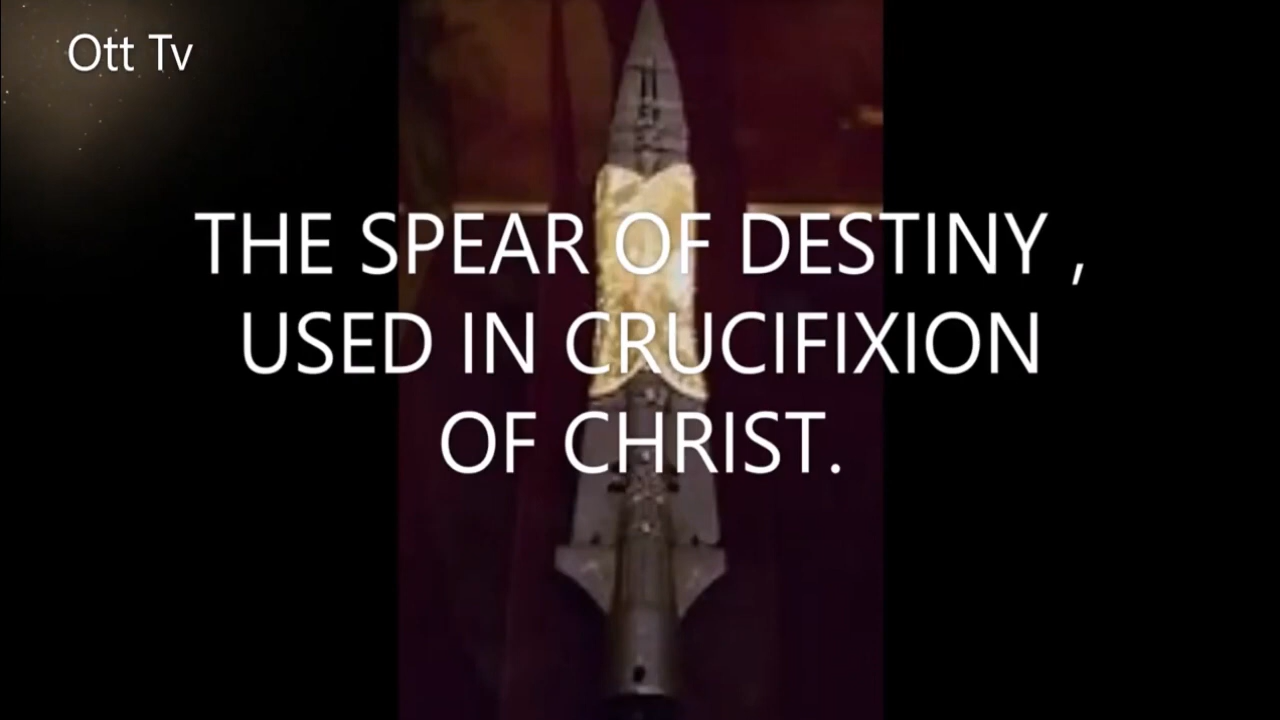 Ott Tv
THE SPEAR OF DESTINY ,
USED IN CRUCIFIXION
OF CHRIST.